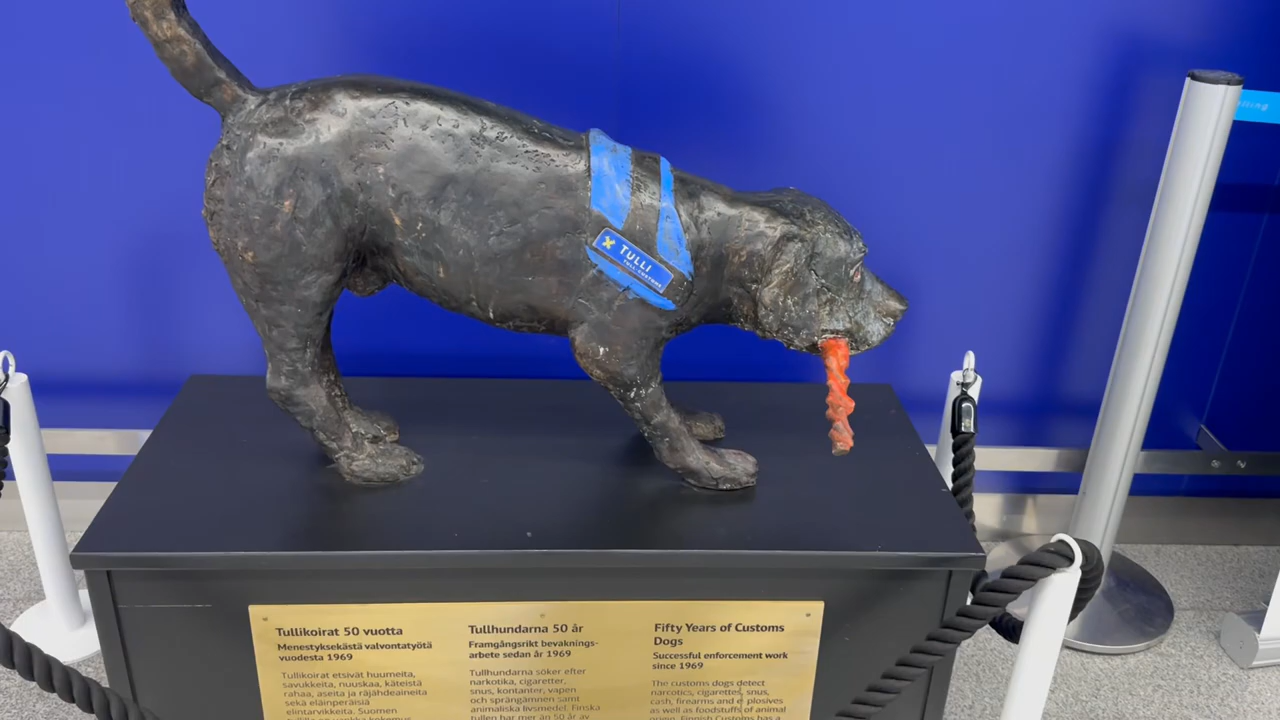 TULLI
TULL·CUSTOMS
Tullikoirat 50 vuotta
Menestyksekästä valvontatyötä
vuodesta 1969
Tullikoirat etsivät huumeita,
savukkeita, nuuskaa, käteistä
rahaa, aseita ja räjähdeaineita
sekä eläinperäisiä
elintarvikkeita. Suomen
Tullhundarna 50 år
Framgångsrikt bevaknings-
arbete sedan år 1969
Tullhundarna söker efter
narkotika, cigaretter,
snus, kontanter, vapen
och sprängämnen samt
animaliska livsmedel. Finska
tullen har mer än 50 år av
Fifty Years of Customs
Dogs
Successful enforcement work
since 1969
The customs dogs detect
narcotics, cigarettes, snus,
cash, firearms and explosives
as well as foodstuffs of animal
origin. Finnish Customs has a